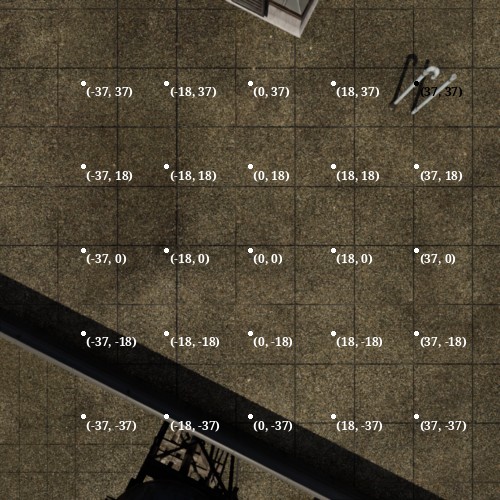 (-37, 37) (-18, 37) (0, 37) (18, 37) (37, 37)
(-37, 18) (-18, 18) (0, 18) (18, 18) (37, 18)
(-37, 0) (-18, 0) (0, 0) (18, 0) (37, 0)
(-37, -18) (-18, -18) (0, -18) (18, -18) (37, -18)
(-37, -37) (-18, -37) (0, -37) (18, -37) (37, -37)